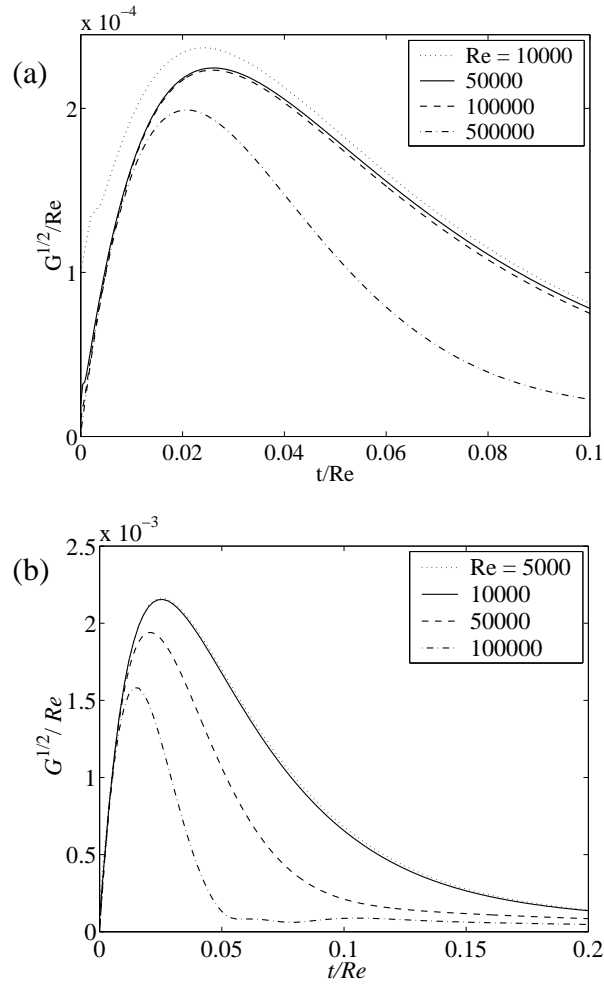 x 10⁻⁴
(a)
Re = 10000
50000
100000
500000
2
1
0
G^{1/2}/Re
0 0.02 0.04 0.06 0.08 0.1
t/Re
x 10⁻³
(b)
Re = 5000
10000
50000
100000
2.5
2
1.5
1
0.5
0
G^{1/2}/ Re
0 0.05 0.1 0.15 0.2
t/Re